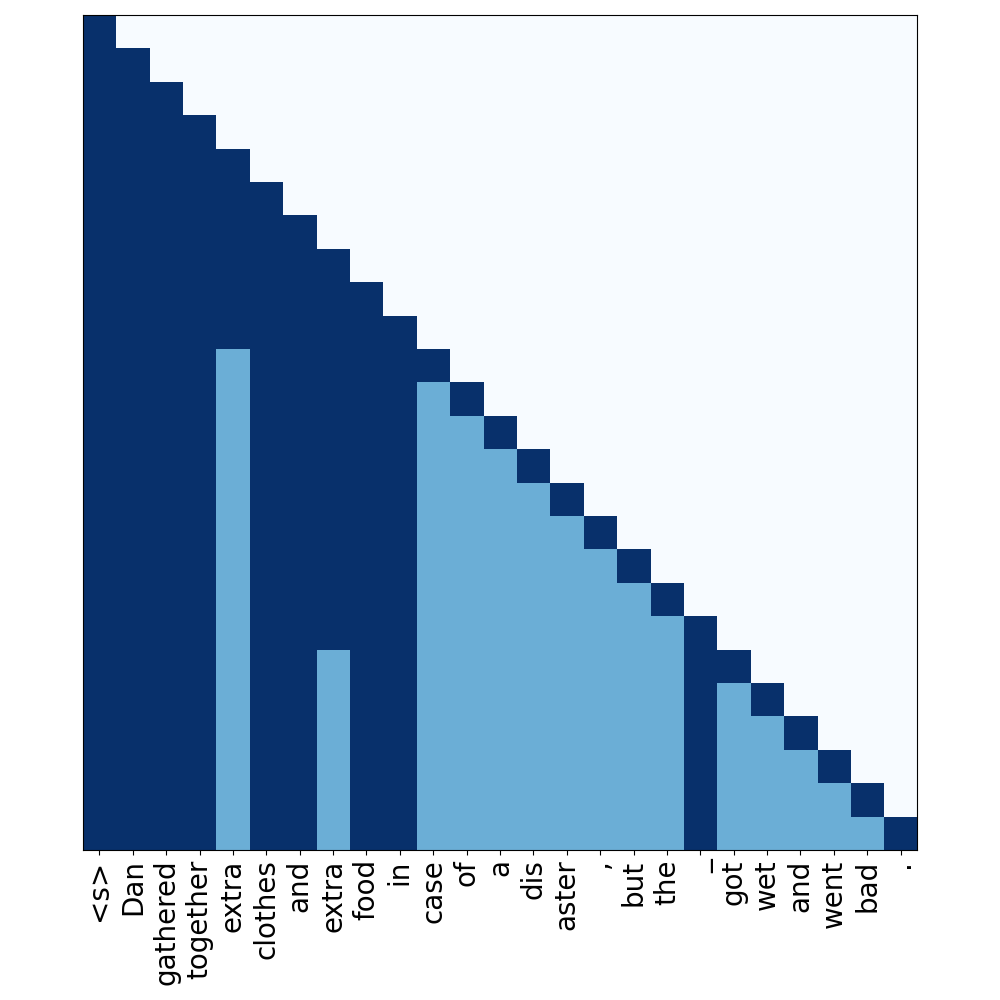 <s> Dan gathered together extra clothes and extra food in case of a dis aster , but the _ got wet and went bad .